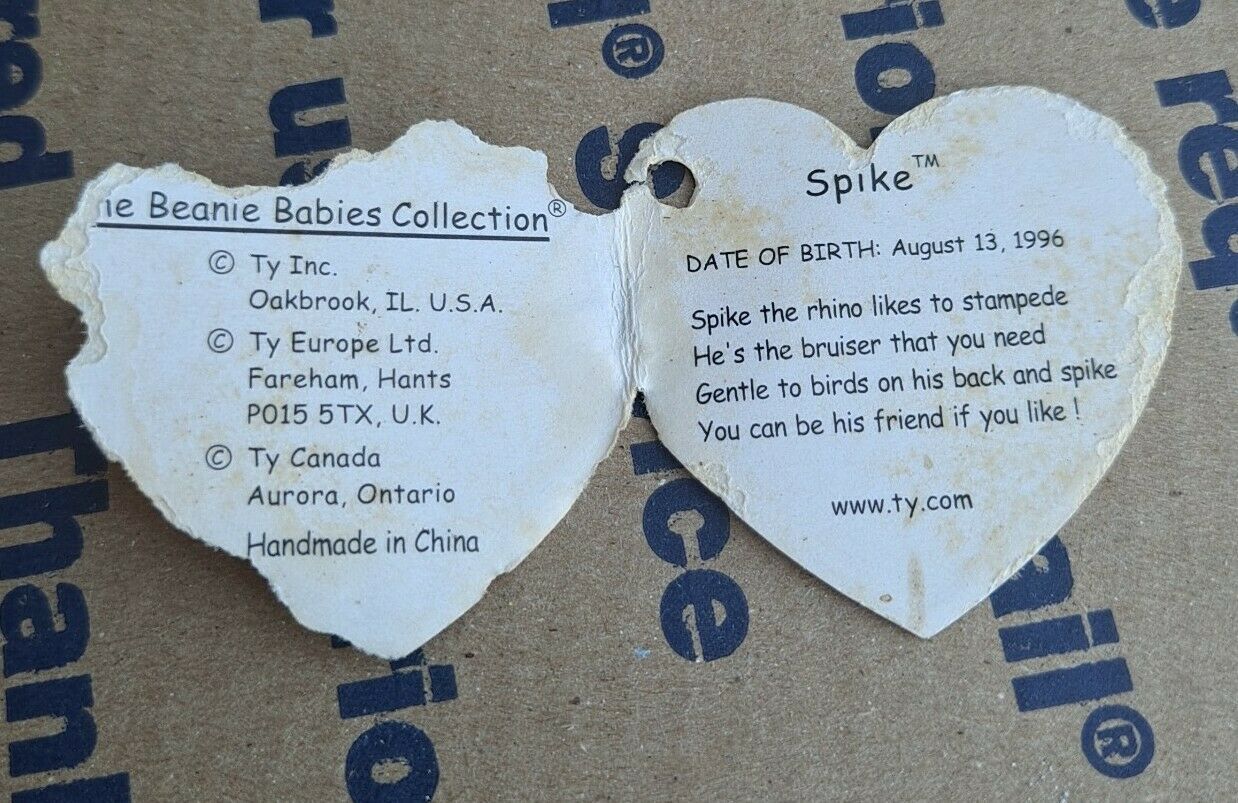 ie Beanie Babies Collection®
© Ty Inc.
Oakbrook, IL. U.S.A.
© Ty Europe Ltd.
Fareham, Hants
PO15 5TX, U.K.
© Ty Canada
Aurora, Ontario
Handmade in China
Spike™
DATE OF BIRTH: August 13, 1996
Spike the rhino likes to stampede
He's the bruiser that you need
Gentle to birds on his back and spike
You can be his friend if you like !
www.ty.com